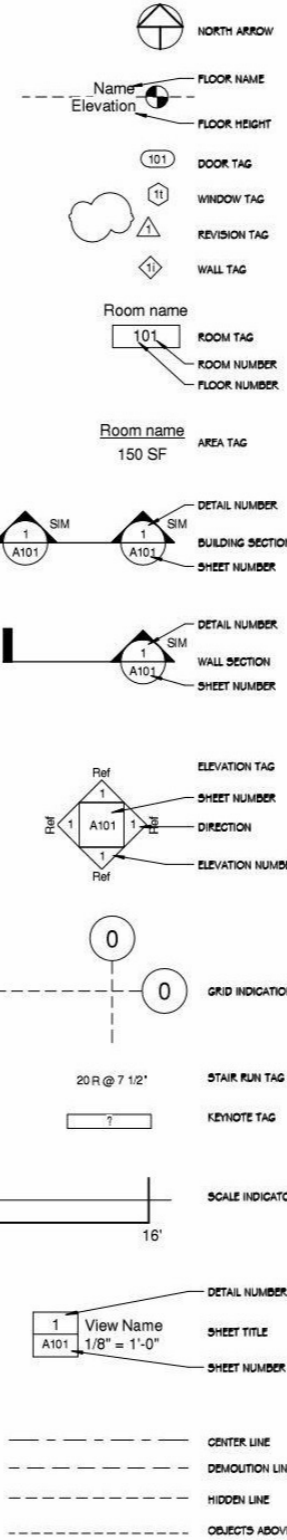 NORTH ARROW
FLOOR NAME
Name
Elevation
FLOOR HEIGHT
101 DOOR TAG
1t WINDOW TAG
1 REVISION TAG
1i WALL TAG
Room name
101 ROOM TAG
ROOM NUMBER
FLOOR NUMBER
Room name
150 SF
AREA TAG
DETAIL NUMBER
1 SIM 1 SIM
A101 A101
BUILDING SECTION
SHEET NUMBER
DETAIL NUMBER
1 SIM
A101
WALL SECTION
SHEET NUMBER
ELEVATION TAG
Ref
1
SHEET NUMBER
Ref 1 A101 1 Ref
DIRECTION
1
ELEVATION NUMBE
Ref
0
0 GRID INDICATION
20 R @ 7 1/2" STAIR RUN TAG
? KEYNOTE TAG
SCALE INDICATO
16'
DETAIL NUMBER
1 View Name
A101 1/8" = 1'-0"
SHEET TITLE
SHEET NUMBER
CENTER LINE
DEMOLITION LIN
HIDDEN LINE
OBJECTS ABOVE